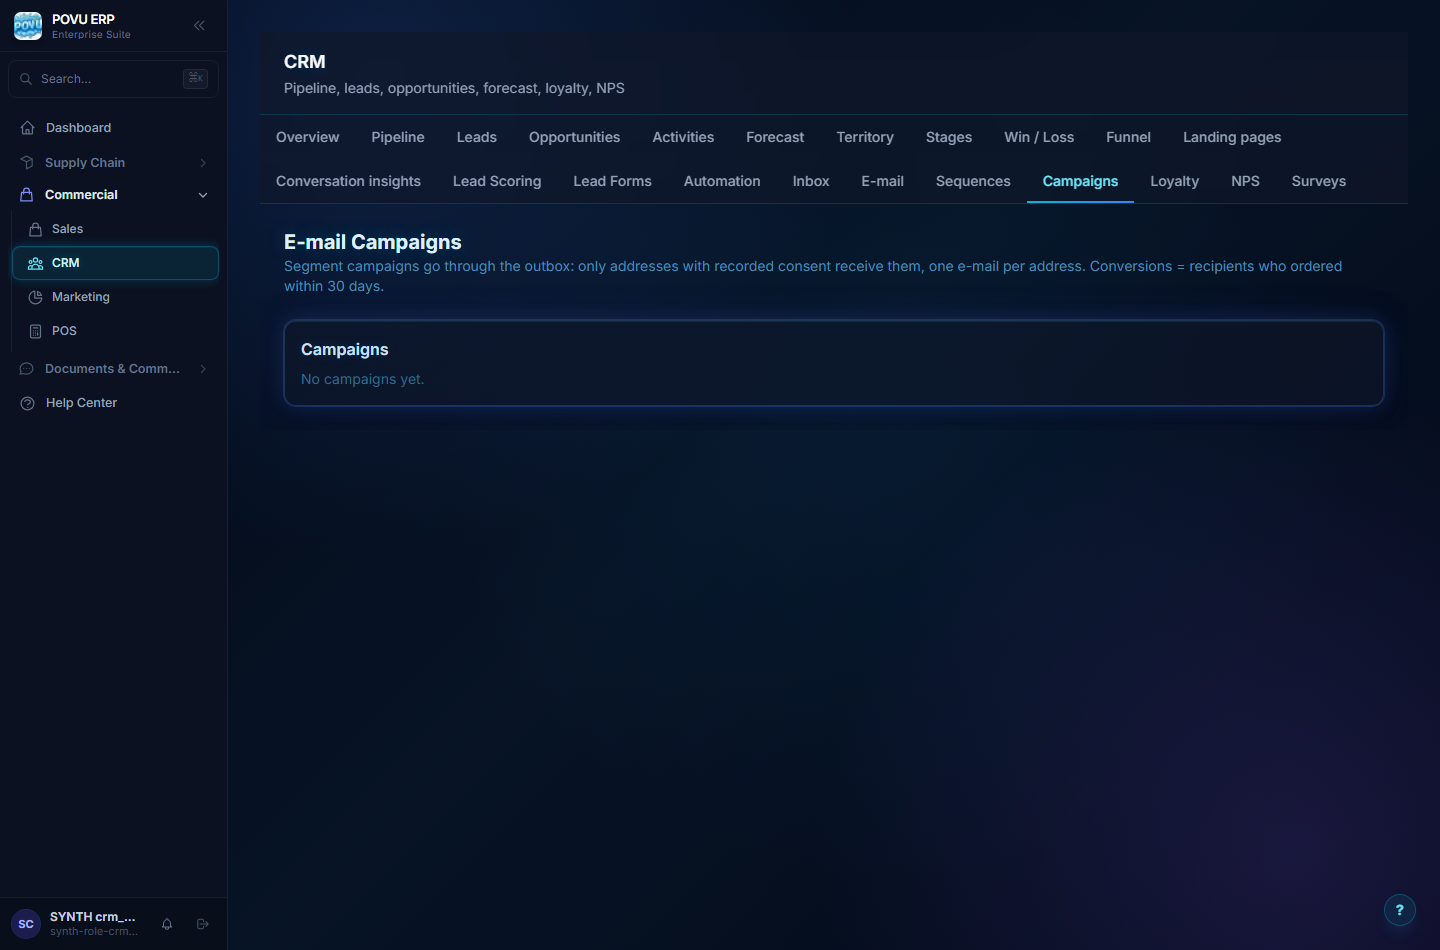 POVU
POVU ERP
Enterprise Suite
Search...
⌘K
Dashboard
Supply Chain
Commercial
Sales
CRM
Marketing
POS
Documents & Comm...
Help Center
SC
SYNTH crm_...
synth-role-crm...
CRM
Pipeline, leads, opportunities, forecast, loyalty, NPS
Overview Pipeline Leads Opportunities Activities Forecast Territory Stages Win / Loss Funnel Landing pages
Conversation insights Lead Scoring Lead Forms Automation Inbox E-mail Sequences Campaigns Loyalty NPS Surveys
E-mail Campaigns
Segment campaigns go through the outbox: only addresses with recorded consent receive them, one e-mail per address. Conversions = recipients who ordered
within 30 days.
Campaigns
No campaigns yet.
?